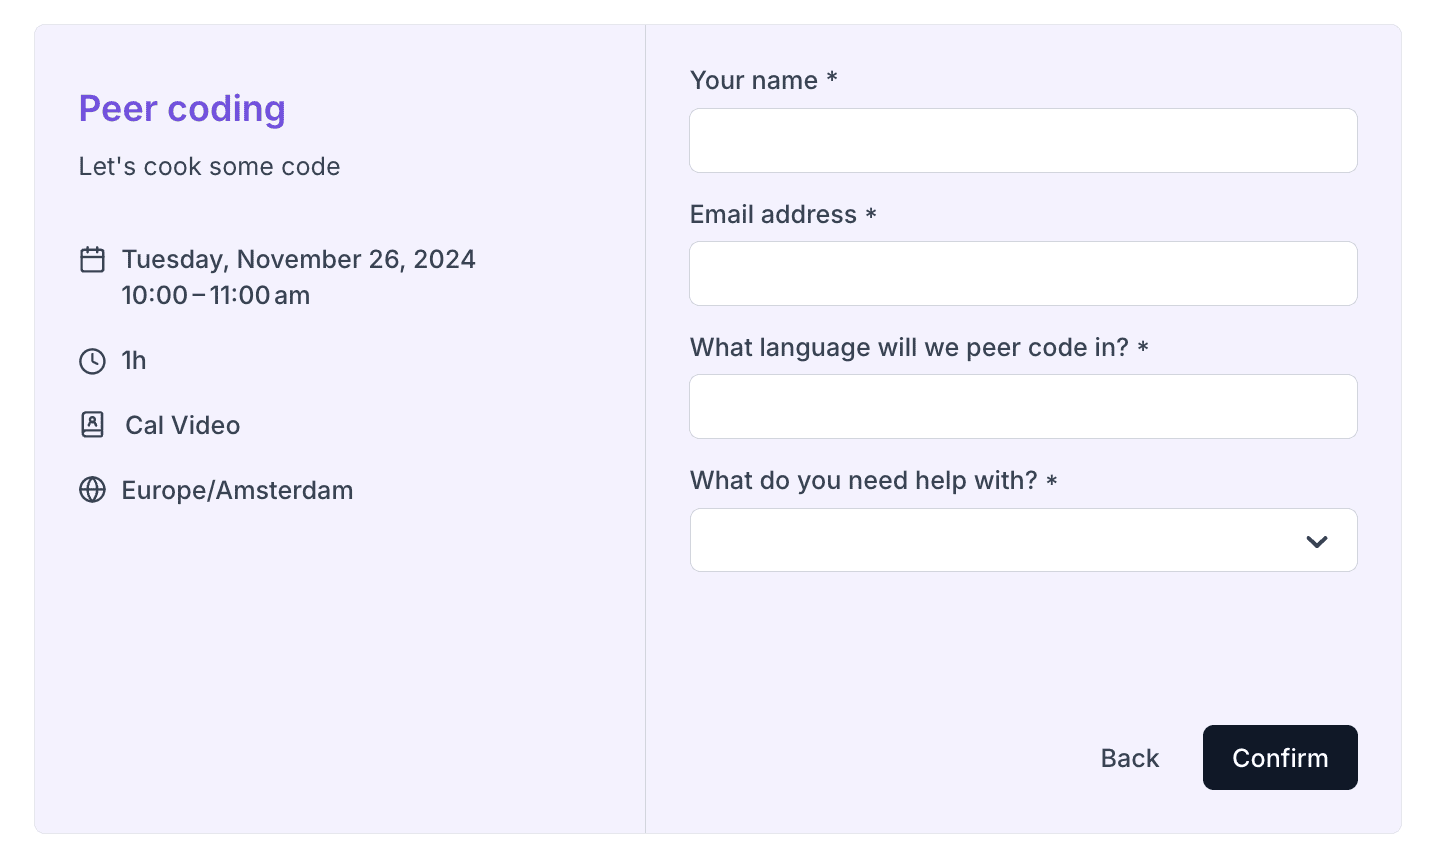 Peer coding
Let's cook some code
Tuesday, November 26, 2024
10:00 – 11:00 am
1h
Cal Video
Europe/Amsterdam
Your name *
Email address *
What language will we peer code in? *
What do you need help with? *
Back
Confirm